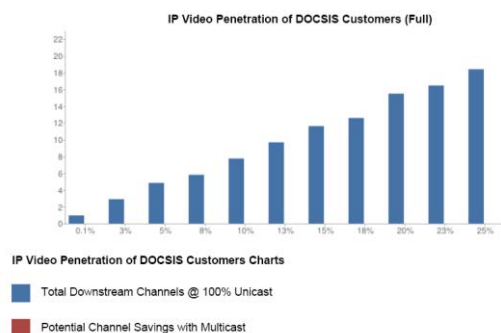 IP Video Penetration of DOCSIS Customers (Full)
22
20
18
16
14
12
10
8
6
4
2
0
0.1% 3% 5% 8% 10% 13% 15% 18% 20% 23% 25%
IP Video Penetration of DOCSIS Customers Charts
Total Downstream Channels @ 100% Unicast
Potential Channel Savings with Multicast